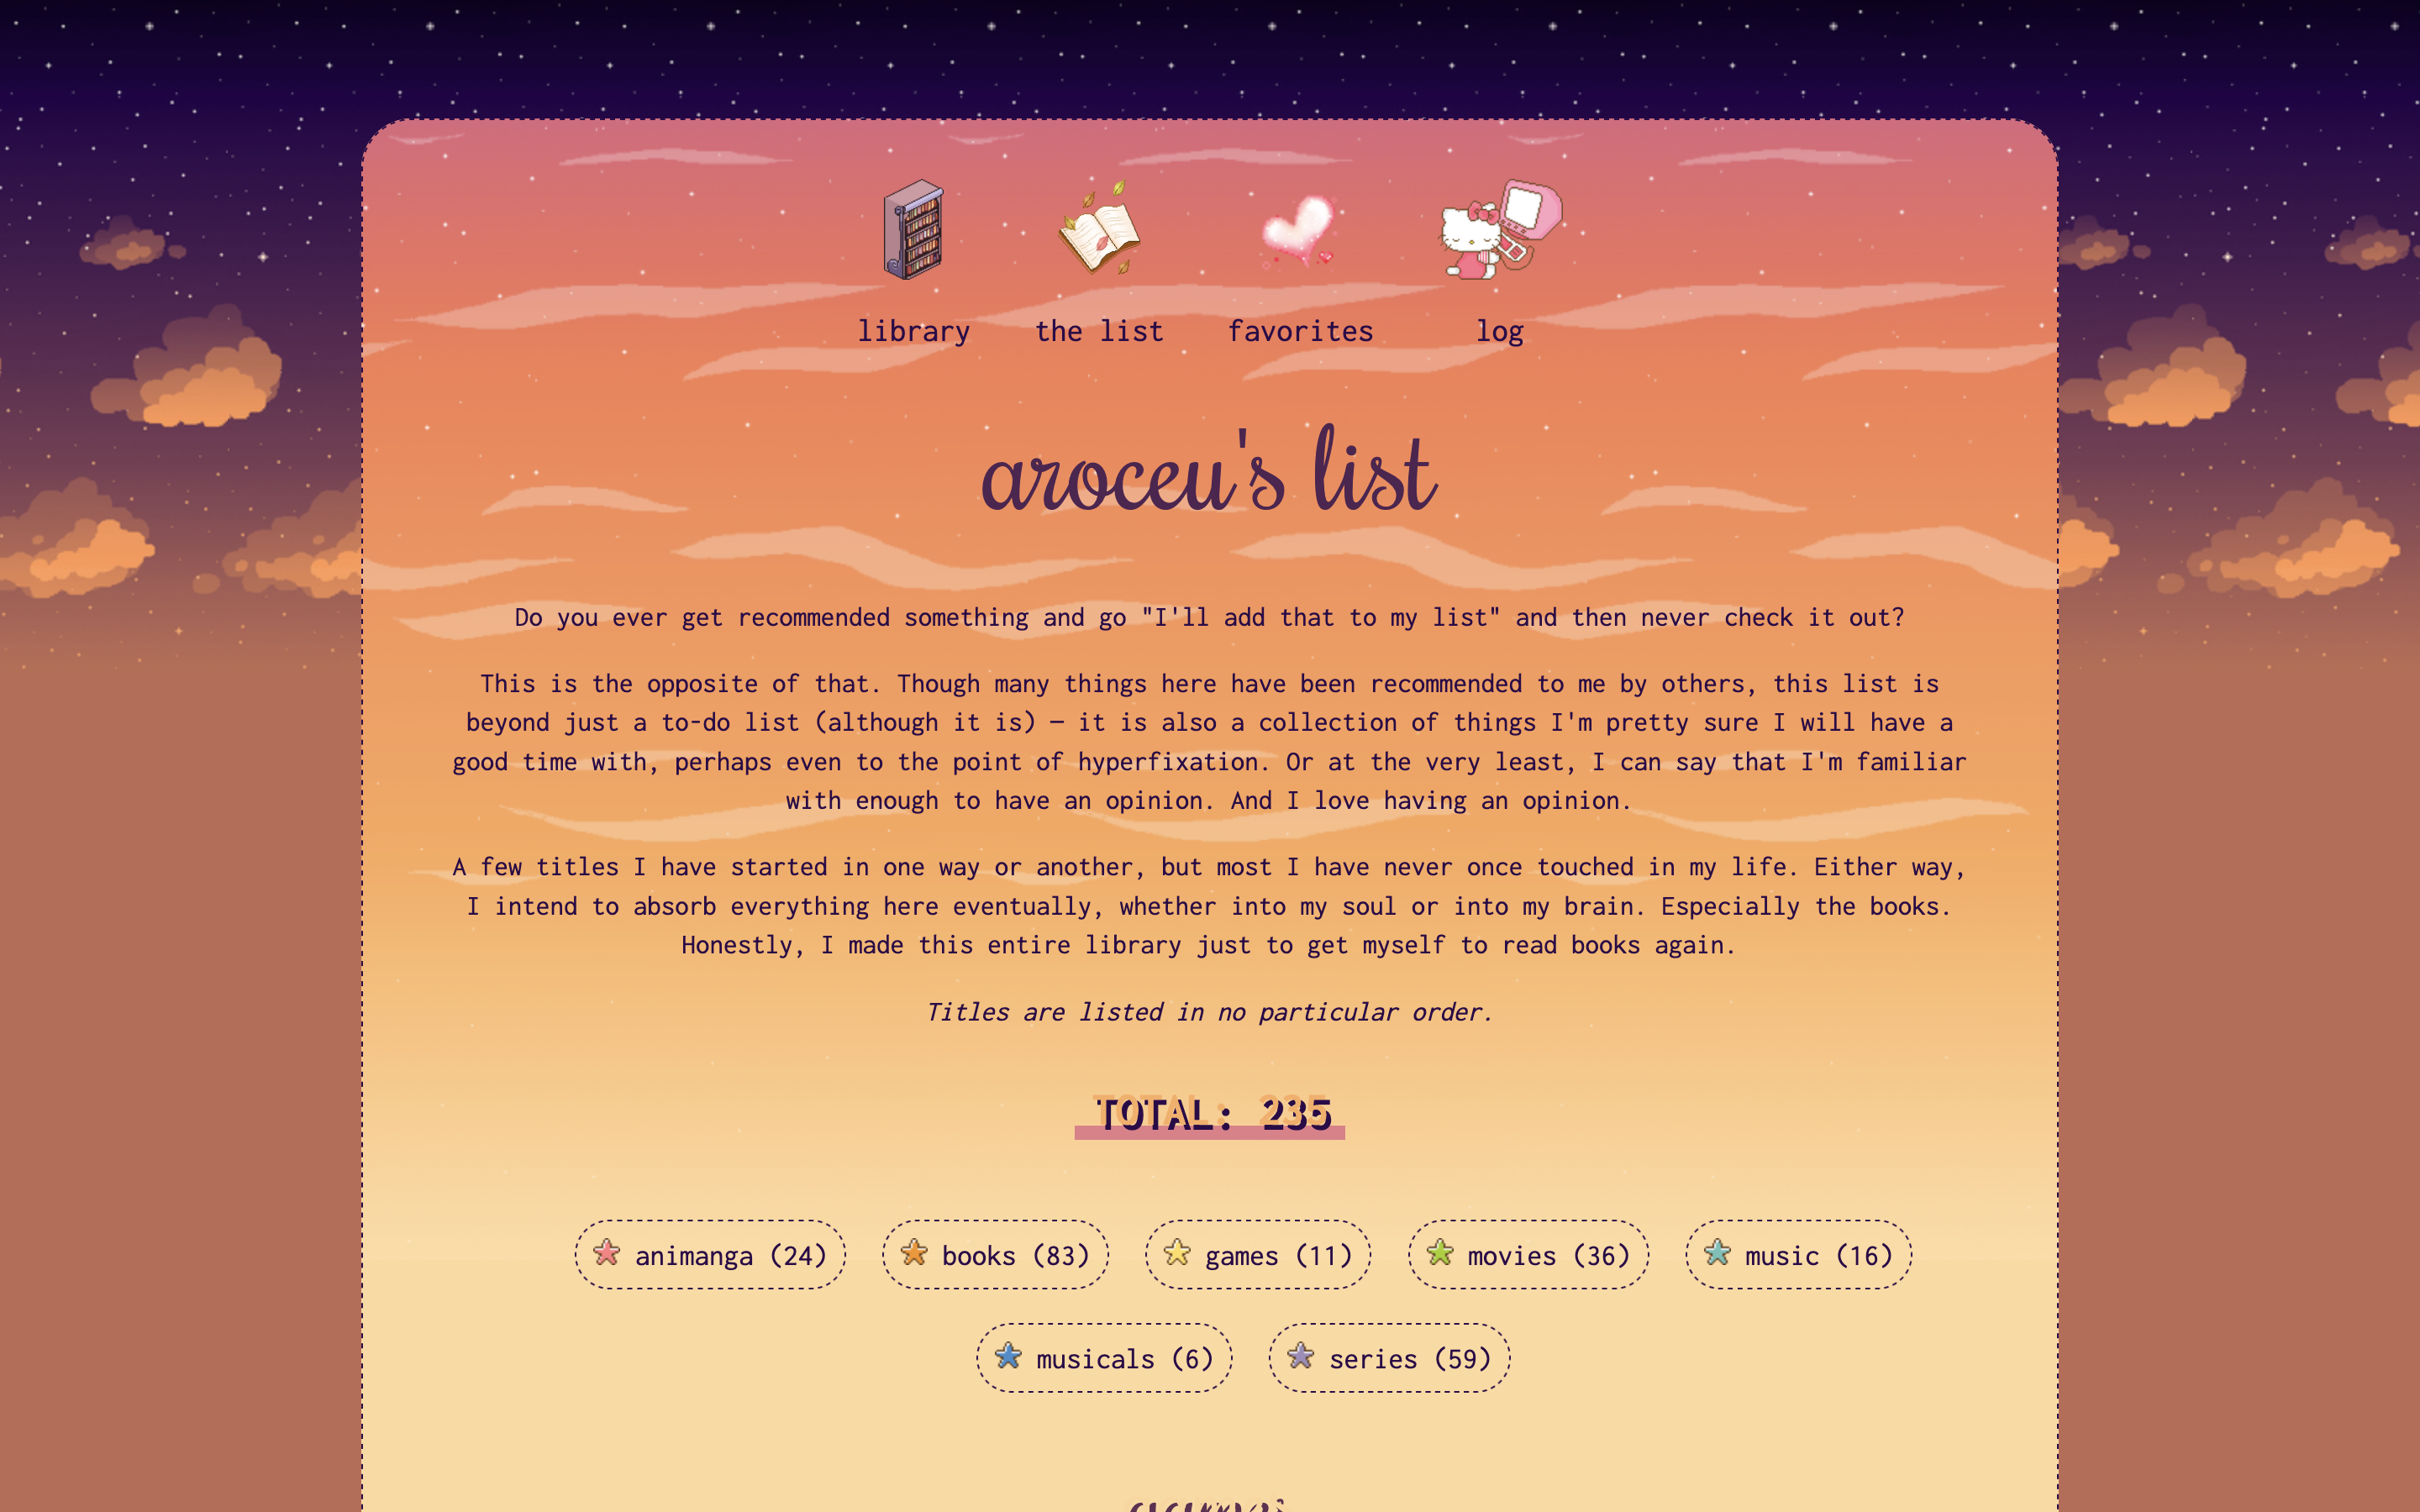 library the list favorites log
aroceu's list
Do you ever get recommended something and go "I'll add that to my list" and then never check it out?
This is the opposite of that. Though many things here have been recommended to me by others, this list is
beyond just a to-do list (although it is) — it is also a collection of things I'm pretty sure I will have a
good time with, perhaps even to the point of hyperfixation. Or at the very least, I can say that I'm familiar
with enough to have an opinion. And I love having an opinion.
A few titles I have started in one way or another, but most I have never once touched in my life. Either way,
I intend to absorb everything here eventually, whether into my soul or into my brain. Especially the books.
Honestly, I made this entire library just to get myself to read books again.
Titles are listed in no particular order.
TOTAL: 235
animanga (24) books (83) games (11) movies (36) music (16)
musicals (6) series (59)